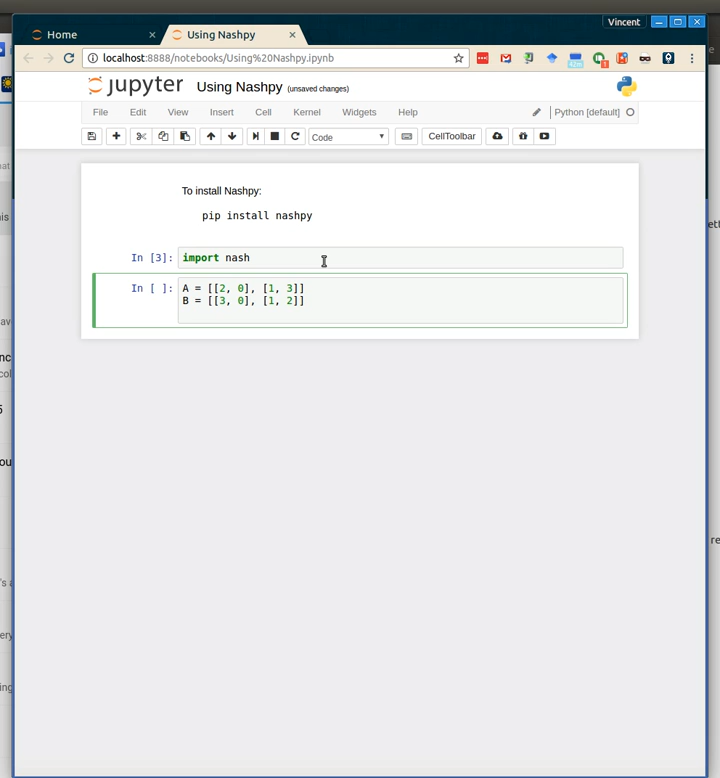 Vincent
Home
Using Nashpy
localhost:8888/notebooks/Using%20Nashpy.ipynb
42m
1
jupyter Using Nashpy (unsaved changes)
File Edit View Insert Cell Kernel Widgets Help Python [default]
Code CellToolbar
To install Nashpy:
pip install nashpy
In [3]: import nash
In [ ]: A = [[2, 0], [1, 3]]
B = [[3, 0], [1, 2]]